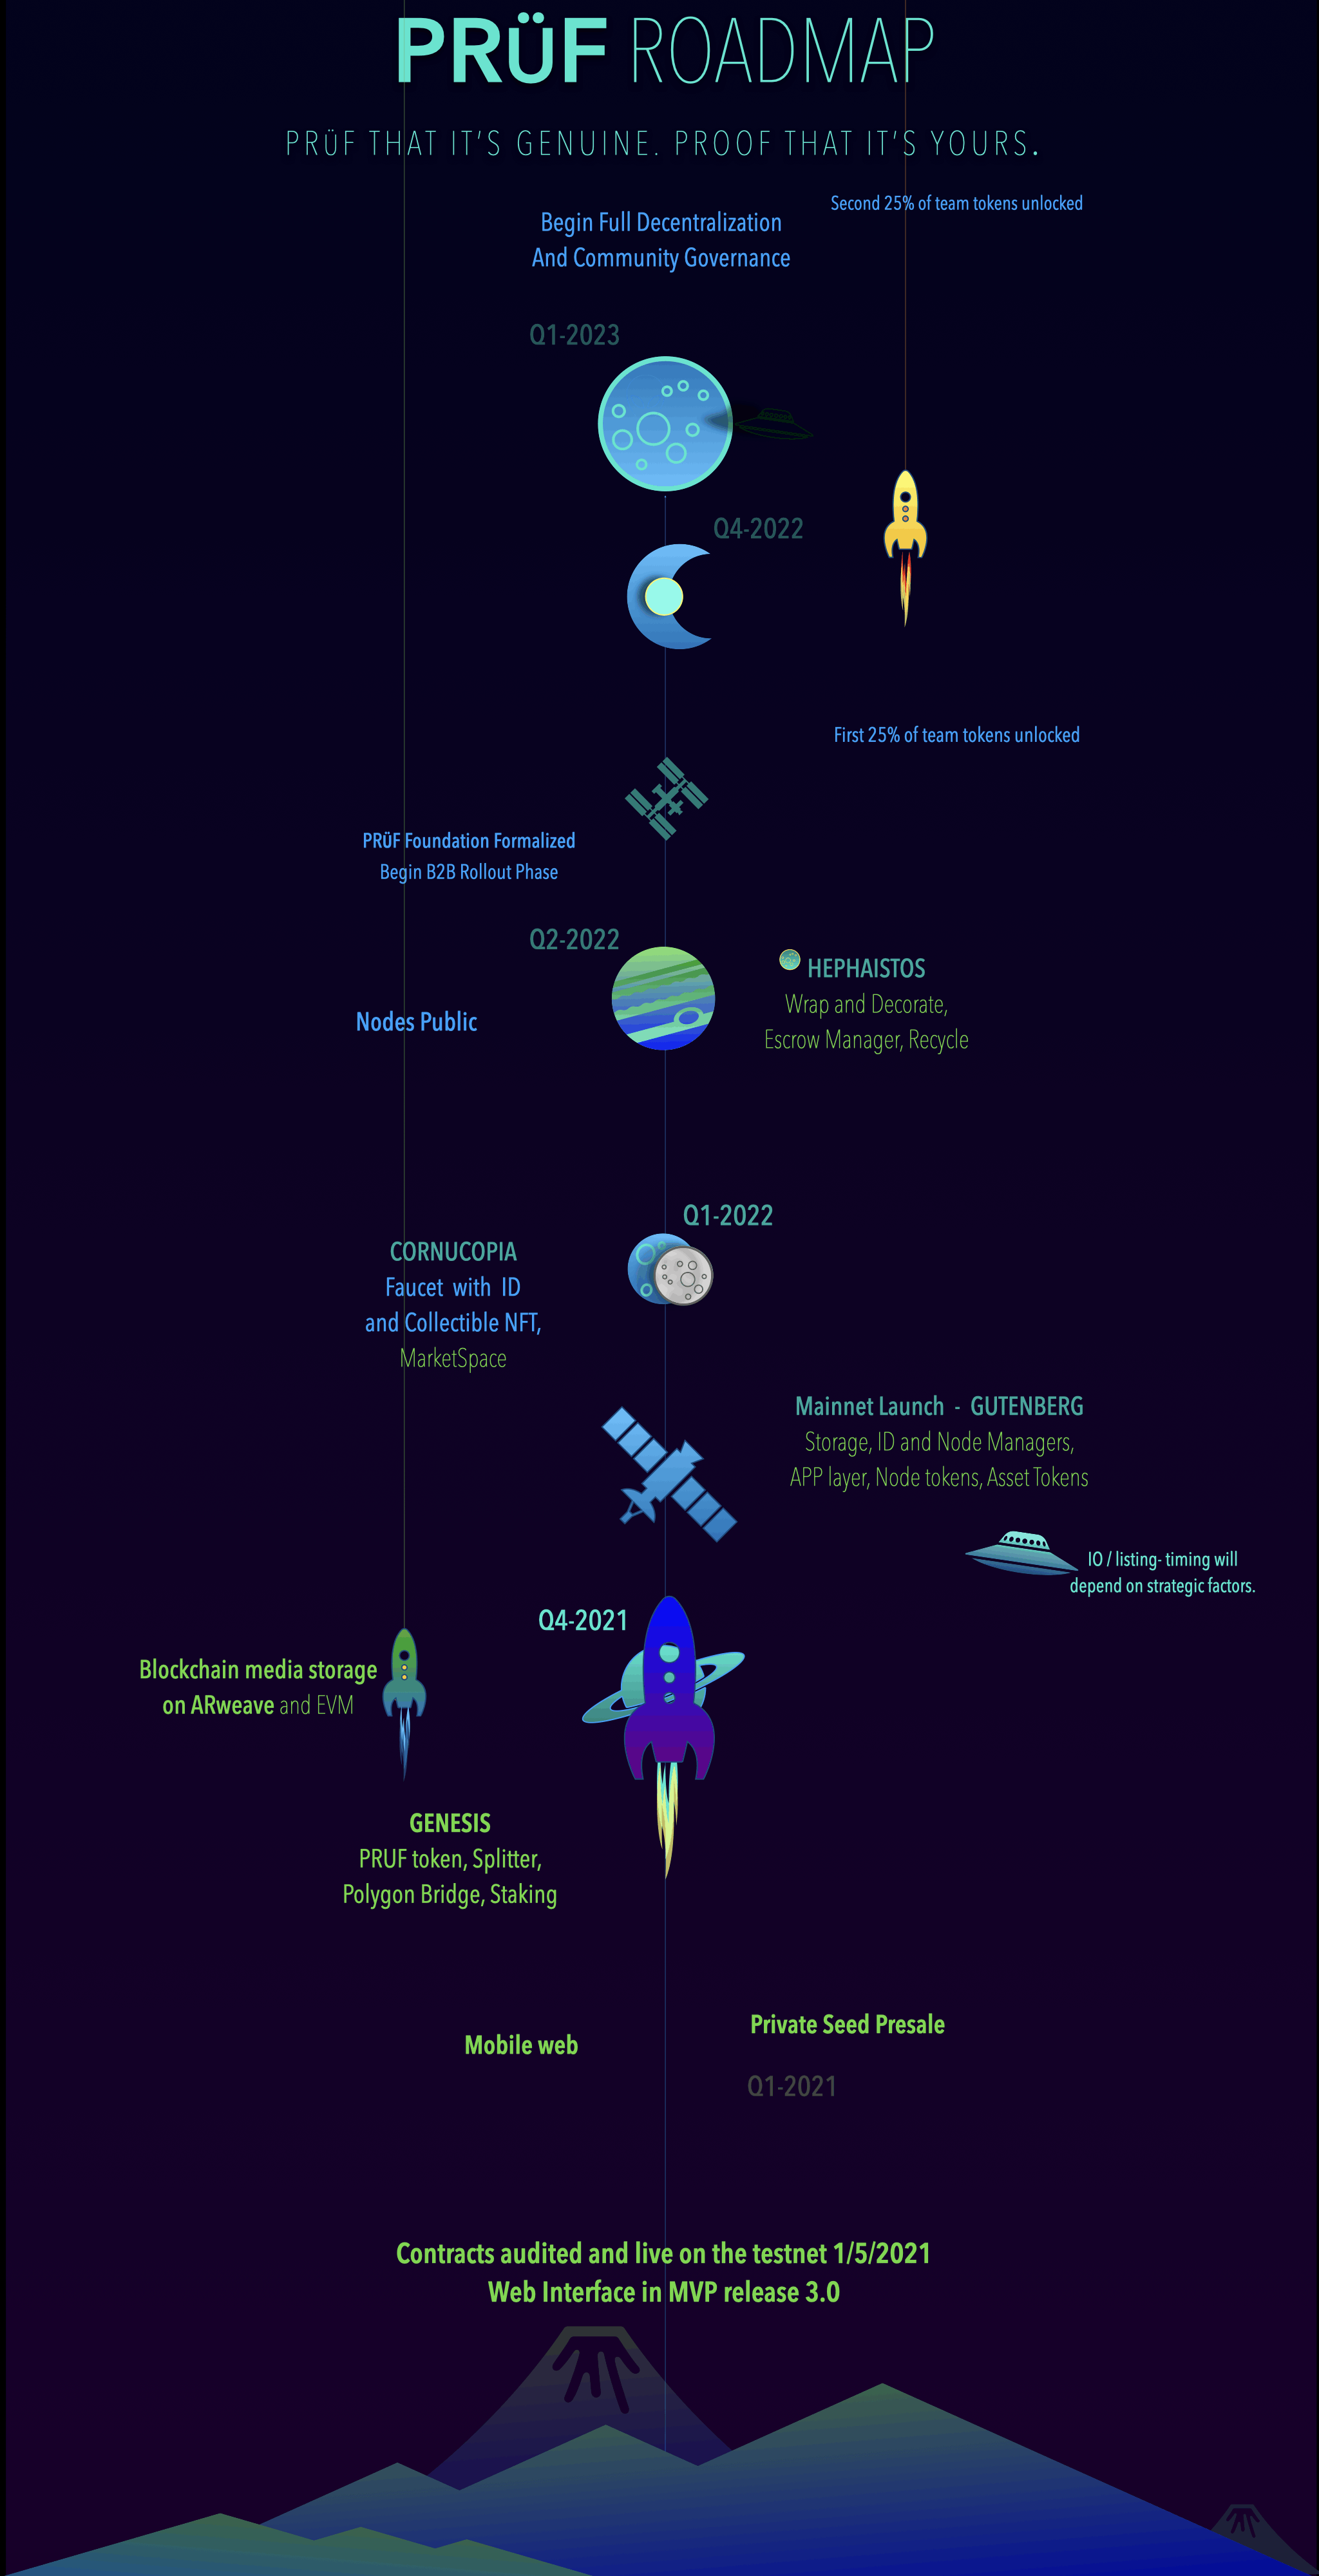 PRÜF ROADMAP
PRÜF THAT IT'S GENUINE. PROOF THAT IT'S YOURS.
Second 25% of team tokens unlocked
Begin Full Decentralization
And Community Governance
Q1-2023
Q4-2022
First 25% of team tokens unlocked
PRÜF Foundation Formalized
Begin B2B Rollout Phase
Q2-2022
HEPHAISTOS
Wrap and Decorate,
Escrow Manager, Recycle
Nodes Public
Q1-2022
CORNUCOPIA
Faucet with ID
and Collectible NFT,
MarketSpace
Mainnet Launch - GUTENBERG
Storage, ID and Node Managers,
APP layer, Node tokens, Asset Tokens
IO / listing- timing will
depend on strategic factors.
Q4-2021
Blockchain media storage
on ARweave and EVM
GENESIS
PRUF token, Splitter,
Polygon Bridge, Staking
Private Seed Presale
Mobile web
Q1-2021
Contracts audited and live on the testnet 1/5/2021
Web Interface in MVP release 3.0